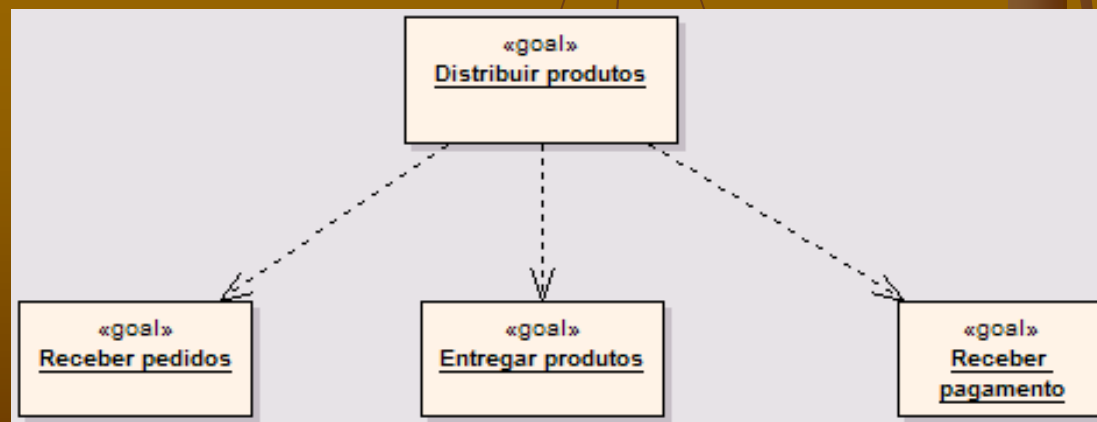 «goal»
Distribuir produtos
«goal»
Receber pedidos
«goal»
Entregar produtos
«goal»
Receber
pagamento